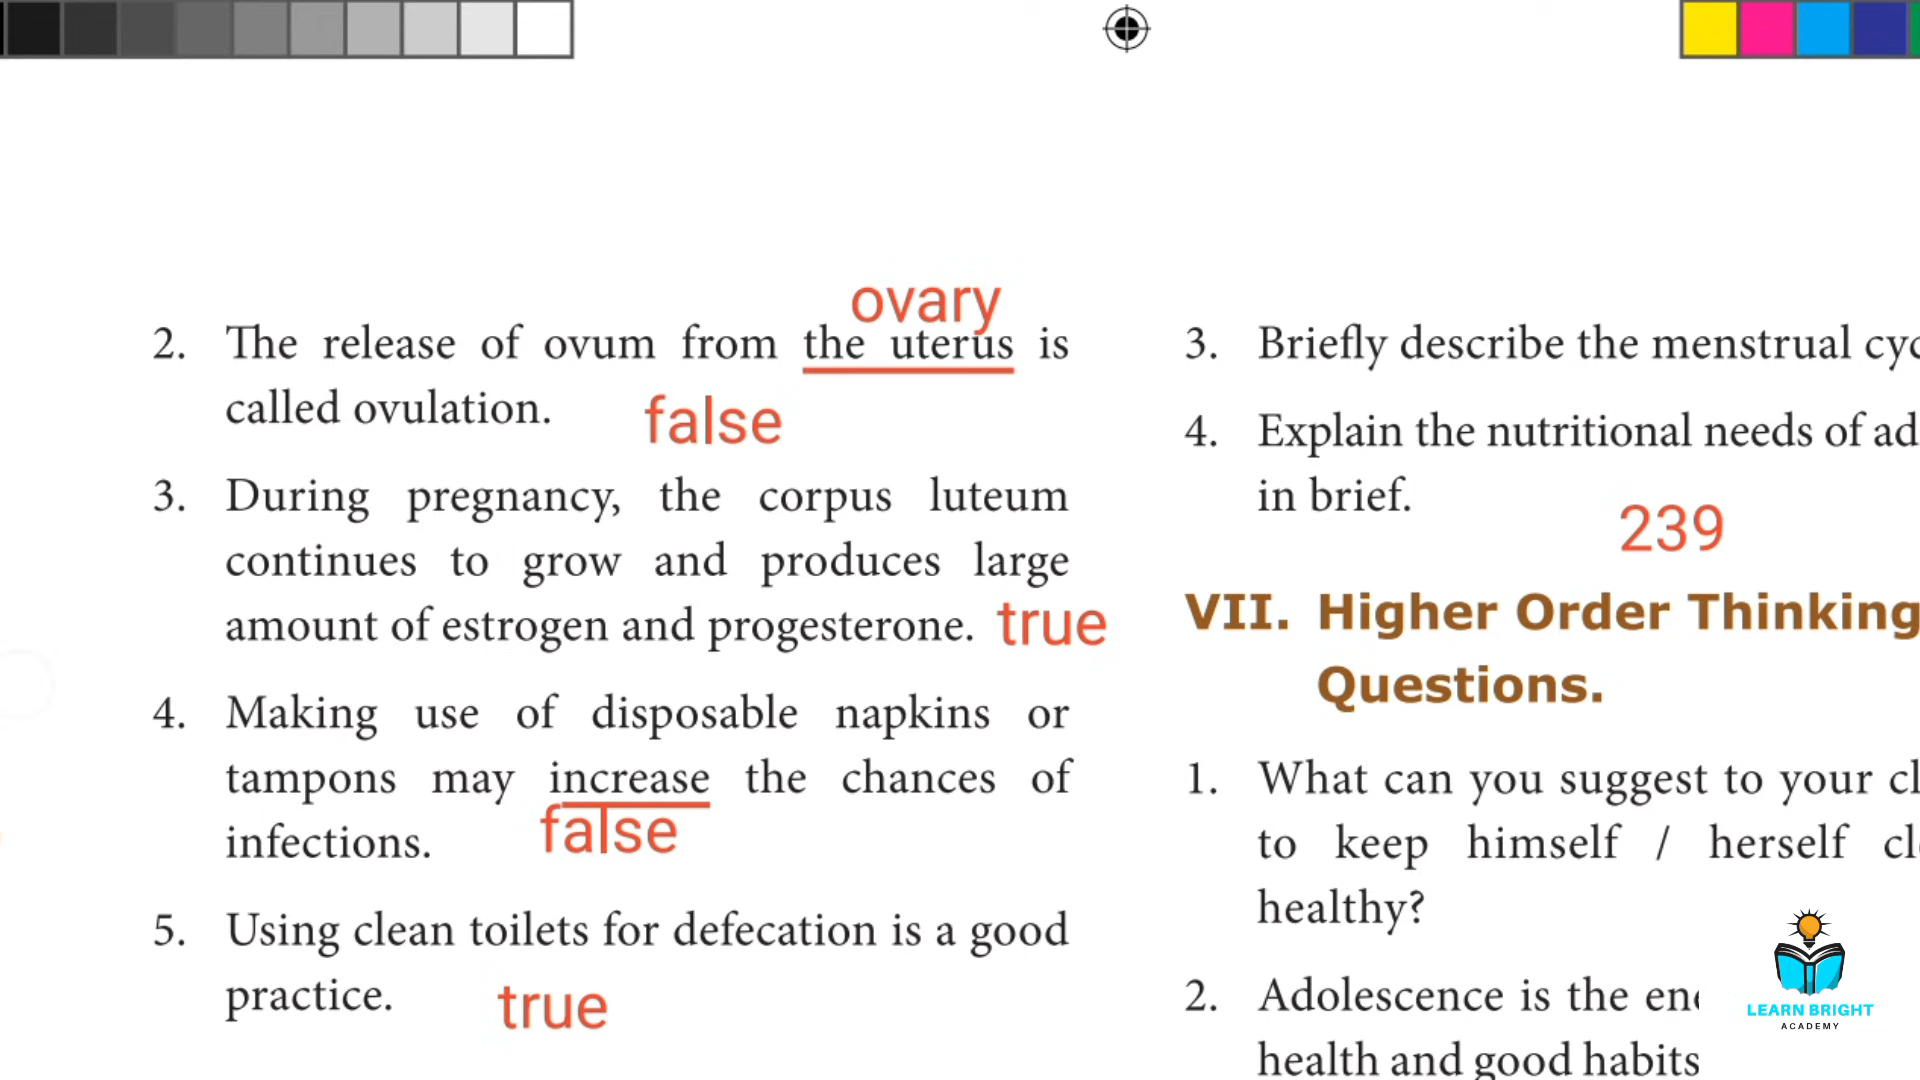 ovary
2. The release of ovum from the uterus is
called ovulation.
false
3. During pregnancy, the corpus luteum
continues to grow and produces large
amount of estrogen and progesterone. true
4. Making use of disposable napkins or
tampons may increase the chances of
infections. false
5. Using clean toilets for defecation is a good
practice. true
3. Briefly describe the menstrual
4. Explain the nutritional needs of
in brief.
239
VII. Higher Order Thinking
Questions.
1. What can you suggest to your
to keep himself / herself
healthy?
2. Adolescence is the
health and good habits
LEARN BRIGHT
ACADEMY